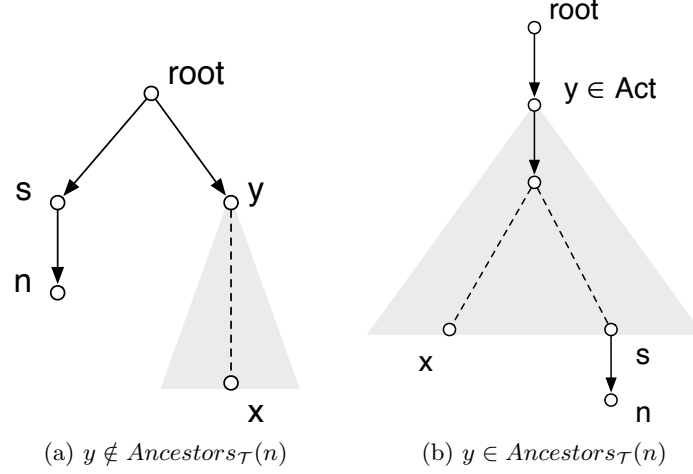 root
s
y
n
x
(a) y ∉ Ancestors𝒯(n)
root
y ∈ Act
x
s
n
(b) y ∈ Ancestors𝒯(n)